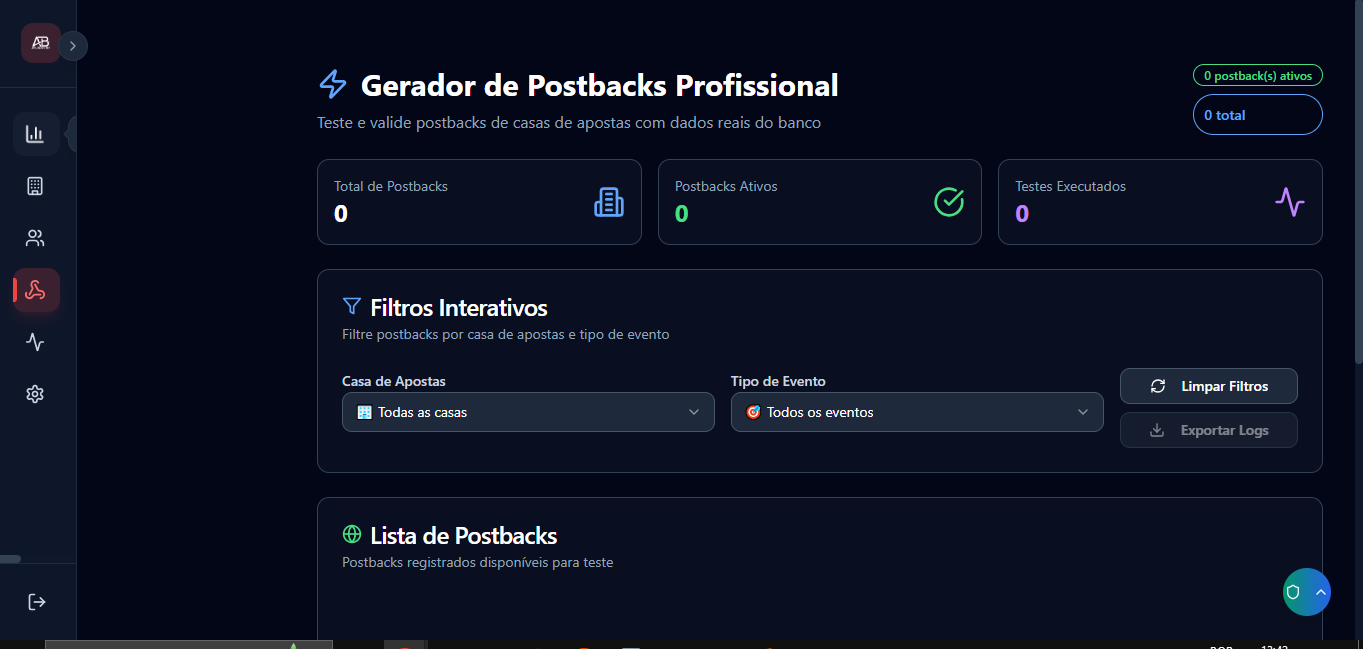 AB
Gerador de Postbacks Profissional
Teste e valide postbacks de casas de apostas com dados reais do banco
0 postback(s) ativos
0 total
Total de Postbacks
0
Postbacks Ativos
0
Testes Executados
0
Filtros Interativos
Filtre postbacks por casa de apostas e tipo de evento
Casa de Apostas
Todas as casas
Tipo de Evento
Todos os eventos
Limpar Filtros
Exportar Logs
Lista de Postbacks
Postbacks registrados disponíveis para teste